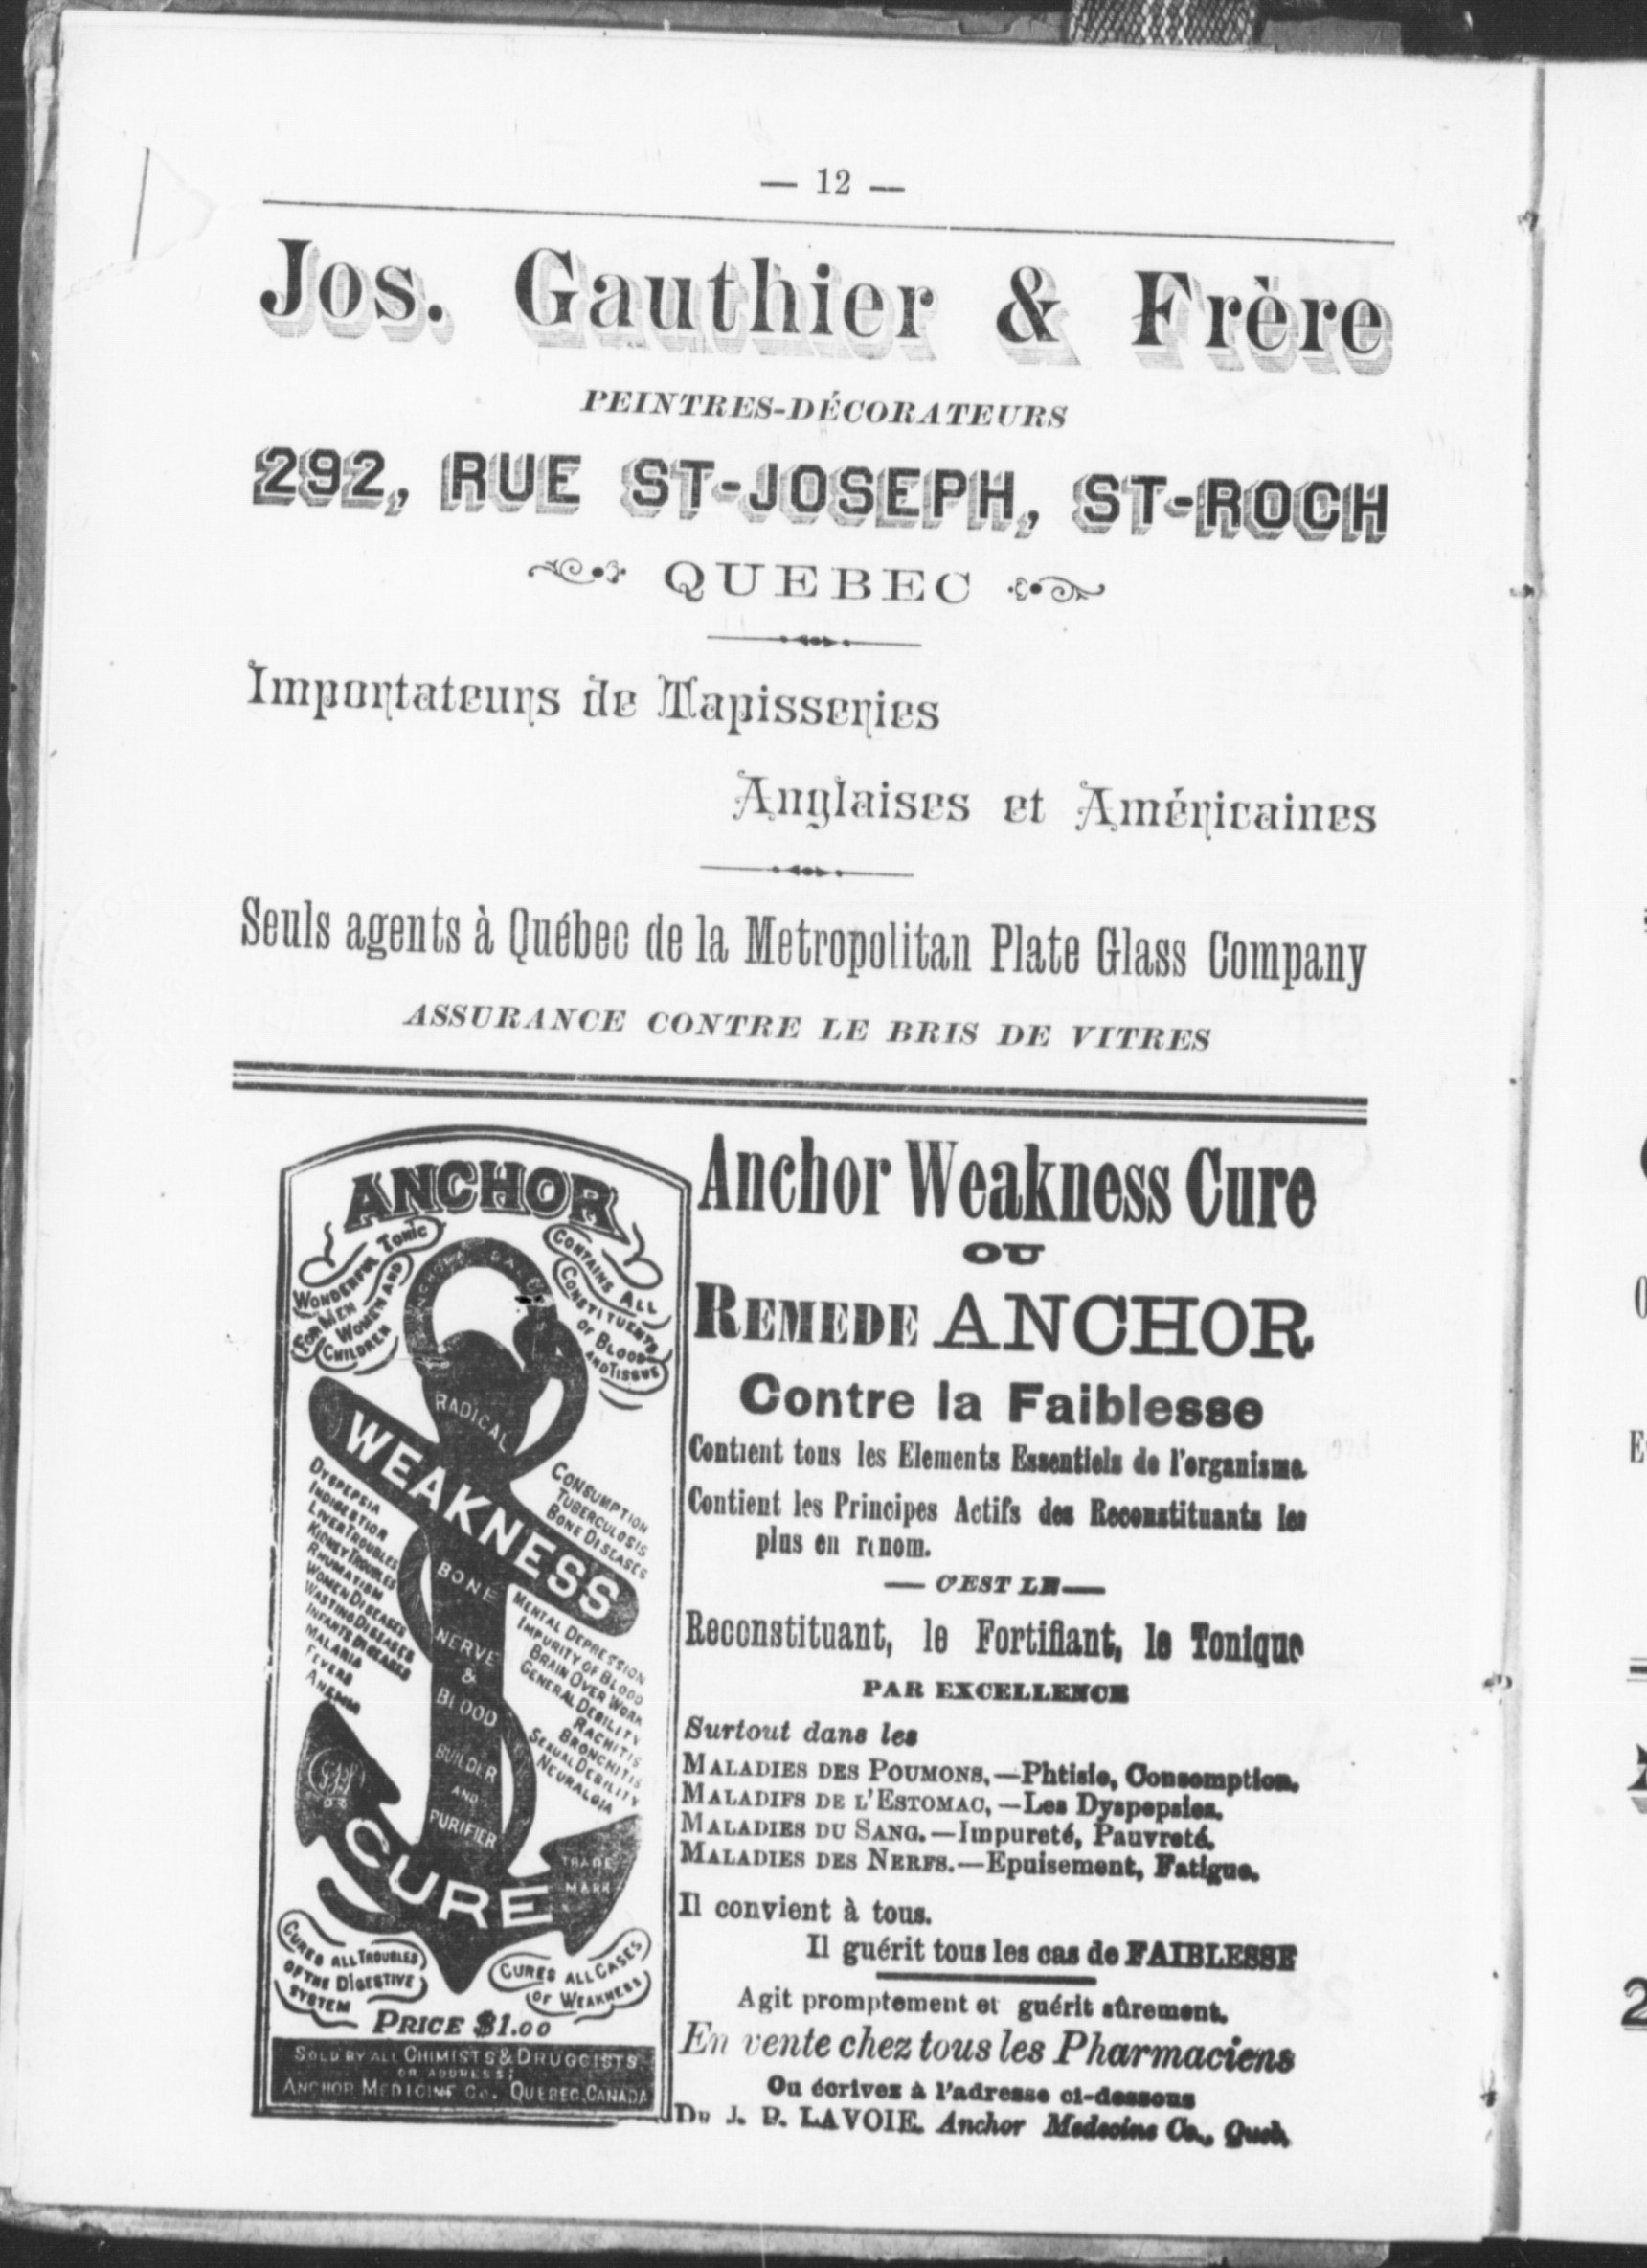 — 12 —
Jos. Gauthier & Frère
PEINTRES-DÉCORATEURS
292, RUE ST-JOSEPH, ST-ROCH
QUEBEC
Importateurs de Tapisseries
Anglaises et Américaines
Seuls agents à Québec de la Metropolitan Plate Glass Company
ASSURANCE CONTRE LE BRIS DE VITRES
ANCHOR
WONDERFUL TONIC
FOR MEN
WOMEN AND
CHILDREN
CONTAINS ALL
CONSTITUENTS
OF BLOOD
AND TISSUE
RADICAL
WEAKNESS
CONSUMPTION
TUBERCULOSIS
BONE DISEASES
DYSPEPSIA
INDIGESTION
LIVER TROUBLES
KIDNEY TROUBLES
RHUMATISM
WOMEN DISEASES
WASTING DISEASES
INFANTS DISEASES
MALARIA
FEVERS
ANEMIA
BONE
NERVE
&
BLOOD
BUILDER
AND
PURIFIER
MENTAL DEPRESSION
IMPURITY OF BLOOD
BRAIN OVER WORK
GENERAL DEBILITY
RACHITIS
BRONCHITIS
SEXUAL DEBILITY
NEURALGIA
CURE
TRADE
MARK
CURES ALL TROUBLES
OF THE DIGESTIVE
SYSTEM
CURES ALL CASES
OF WEAKNESS
PRICE $1.00
SOLD BY ALL CHIMISTS & DRUGGISTS
OR ADDRESS:
ANCHOR MEDICINE Co. QUEBEC, CANADA
Anchor Weakness Cure
OU
REMEDE ANCHOR
Contre la Faiblesse
Contient tous les Elements Essentiels de l'organisme
Contient les Principes Actifs des Reconstituants les
plus en renom.
— C'EST LE —
Reconstituant, le Fortifiant, le Tonique
PAR EXCELLENCE
Surtout dans les
MALADIES DES POUMONS,—Phtisie, Consomption.
MALADIES DE L'ESTOMAC,—Les Dyspepsies.
MALADIES DU SANG.—Impureté, Pauvreté.
MALADIES DES NERFS.—Epuisement, Fatigue.
Il convient à tous.
Il guérit tous les cas de FAIBLESSE
Agit promptement et guérit sûrement.
En vente chez tous les Pharmaciens
Ou écrivez à l'adresse ci-dessous
DR J. P. LAVOIE. Anchor Medecine Co., Queb.